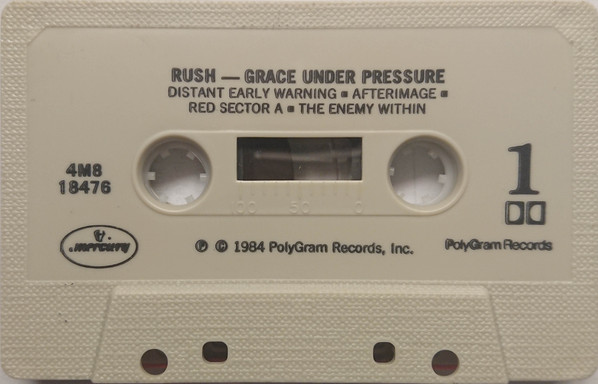 RUSH — GRACE UNDER PRESSURE
DISTANT EARLY WARNING ▪ AFTERIMAGE ▪
RED SECTOR A ▪ THE ENEMY WITHIN
4M8
18476
1
100 50 0
mercury
℗ © 1984 PolyGram Records, Inc.
PolyGram Records